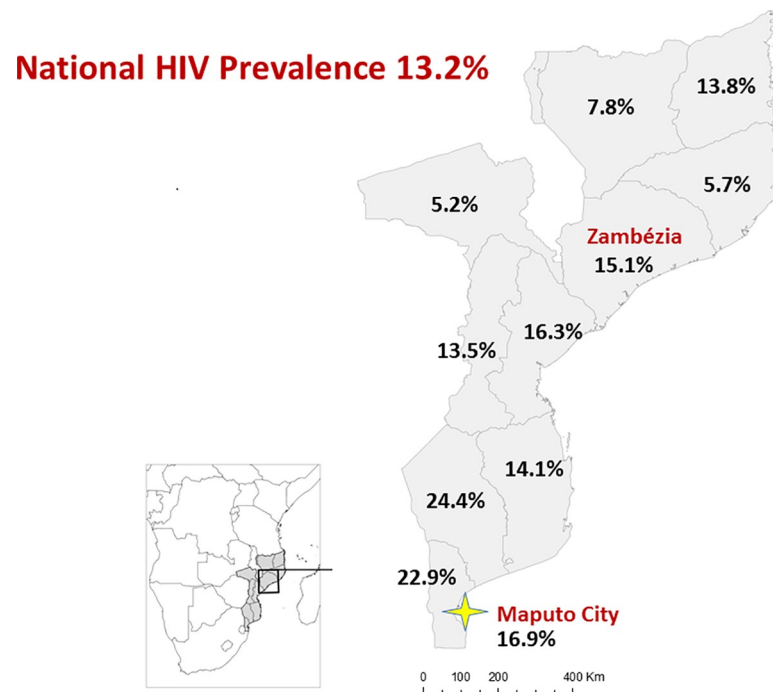 National HIV Prevalence 13.2%
7.8%
13.8%
5.7%
5.2%
Zambézia
15.1%
16.3%
13.5%
14.1%
24.4%
22.9%
Maputo City
16.9%
0 100 200 400 Km